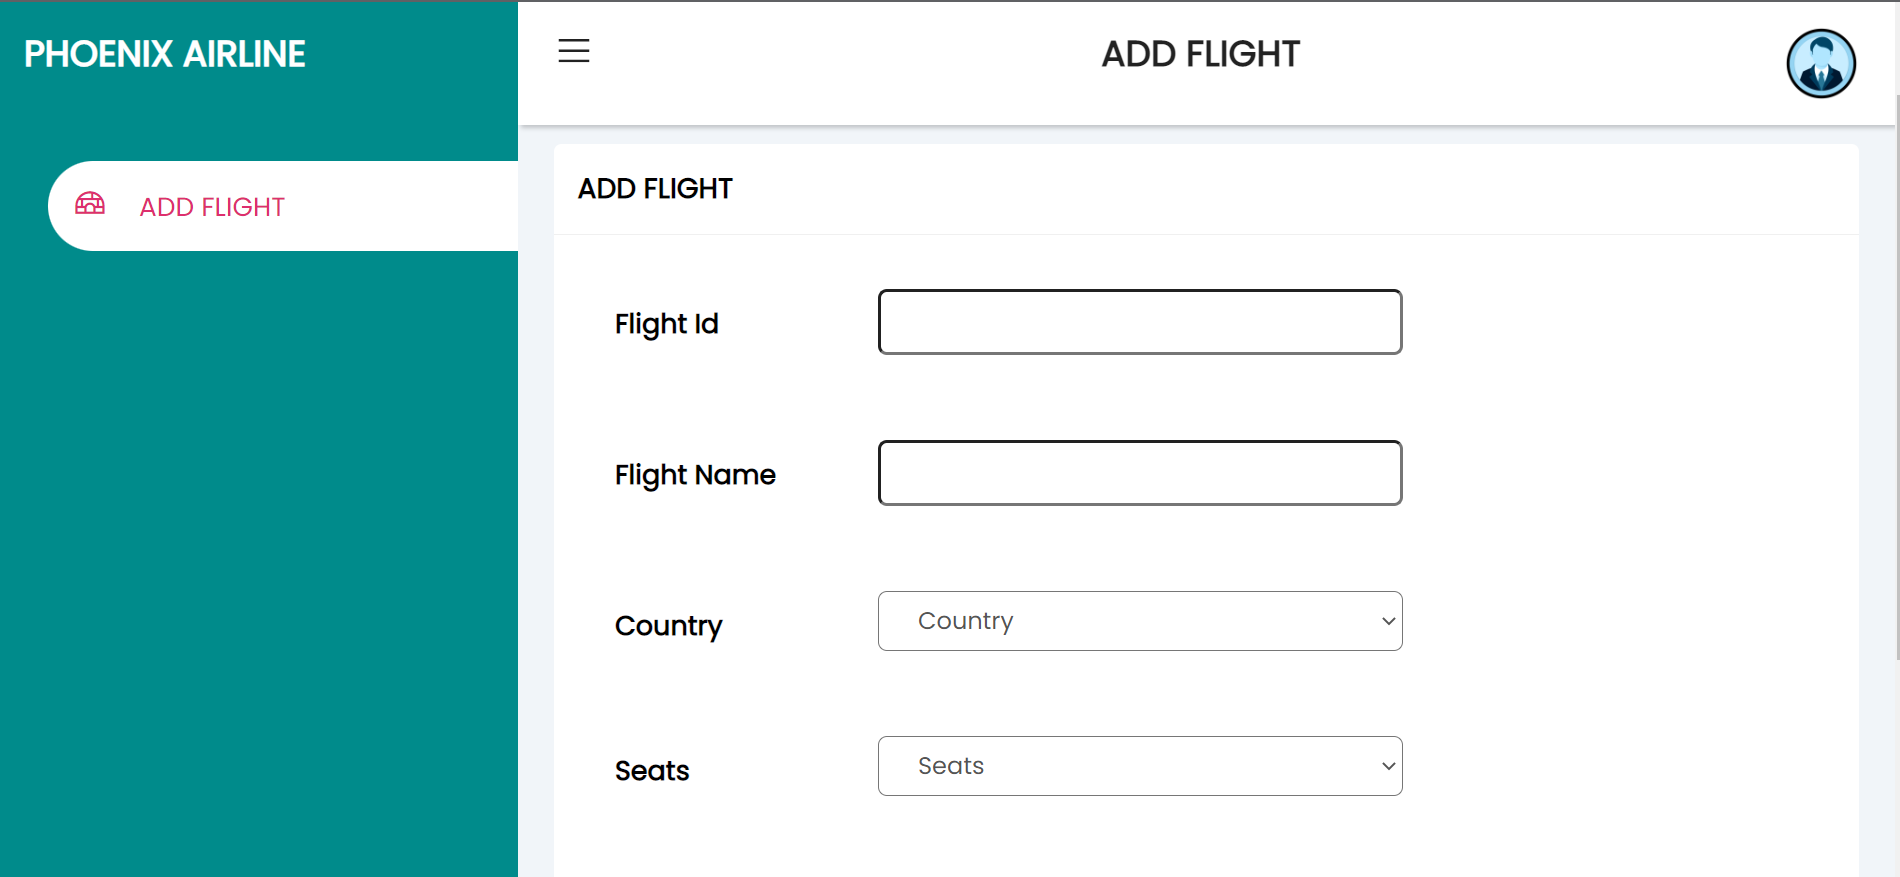 PHOENIX AIRLINE
ADD FLIGHT
ADD FLIGHT
ADD FLIGHT
Flight Id
Flight Name
Country
Country
Seats
Seats